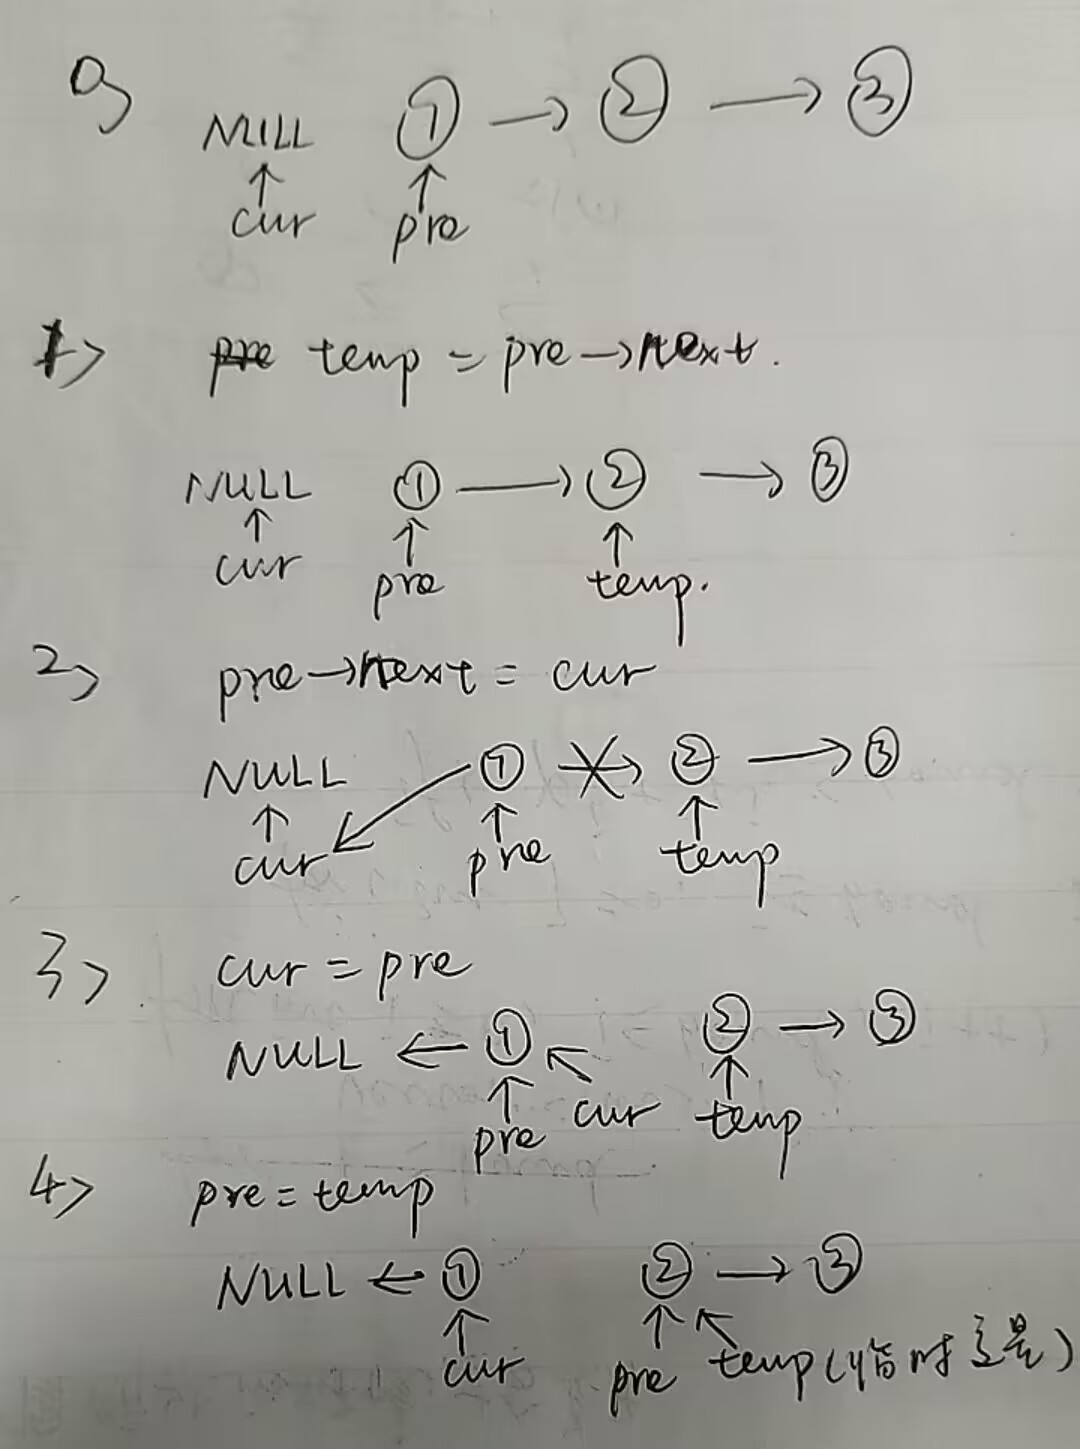 0>
NULL ① → ② → ③
↑ ↑
cur pre
1> temp = pre→next.
NULL ① → ② → ③
↑ ↑ ↑
cur pre temp.
2> pre→next = cur
NULL ① → ② → ③
↑ ↑ ↑
cur pre temp
3> cur = pre
NULL ← ① ② → ③
↑ ↖ ↑
pre cur temp
4> pre = temp
NULL ← ① ② → ③
↑ ↑ ↖
cur pre temp(临时变量)